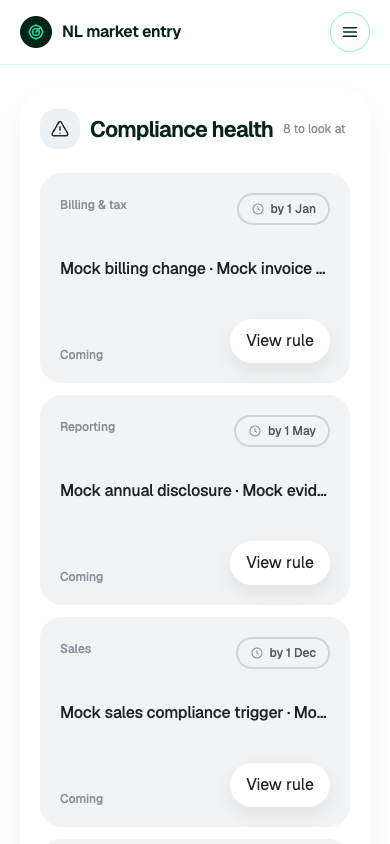 NL market entry
Compliance health 8 to look at
Billing & tax
by 1 Jan
Mock billing change · Mock invoice ...
Coming
View rule
Reporting
by 1 May
Mock annual disclosure · Mock evid...
Coming
View rule
Sales
by 1 Dec
Mock sales compliance trigger · Mo...
Coming
View rule